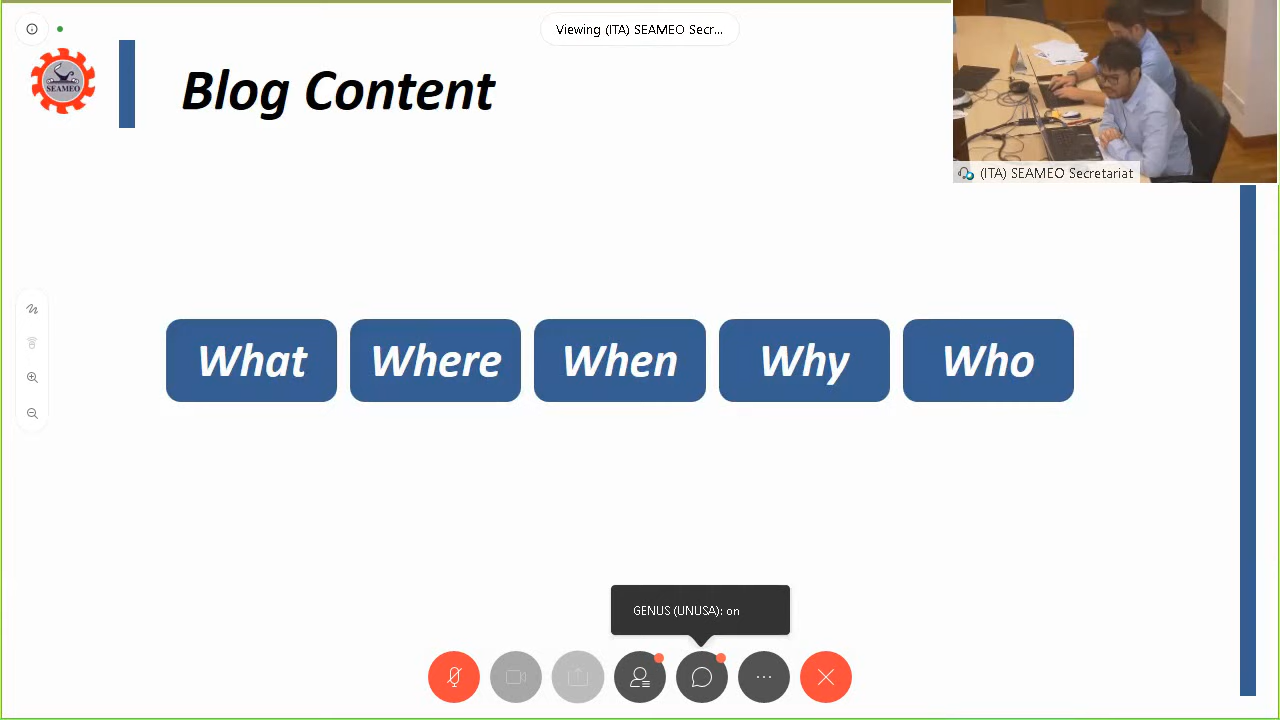 Viewing (ITA) SEAMEO Secr...
SEAMEO
Blog Content
(ITA) SEAMEO Secretariat
What Where When Why Who
GENUS (UNUSA): on